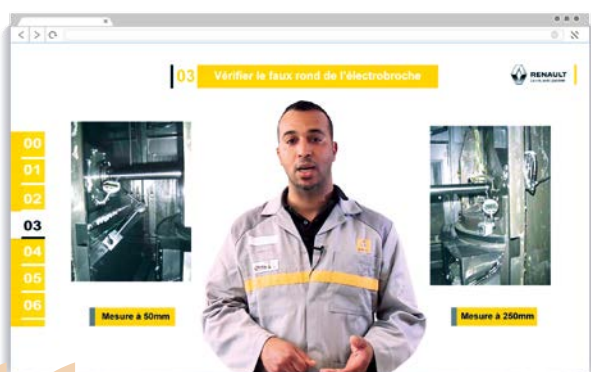 03 Vérifier le faux rond de l'électrobroche
RENAULT
00
01
02
03
04
05
06
Mesure à 50mm
Mesure à 250mm